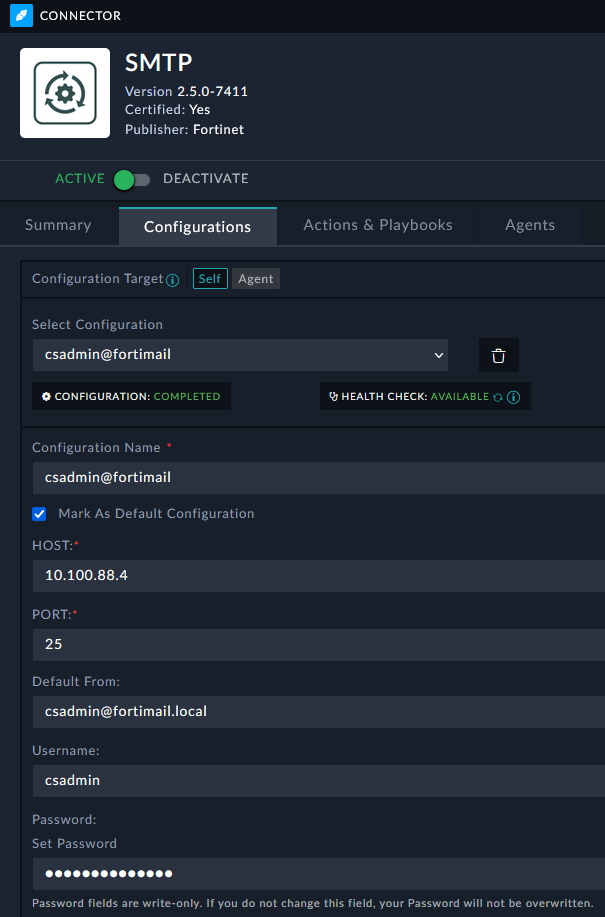 CONNECTOR
SMTP
Version 2.5.0-7411
Certified: Yes
Publisher: Fortinet
ACTIVE DEACTIVATE
Summary Configurations Actions & Playbooks Agents
Configuration Target Self Agent
Select Configuration
csadmin@fortimail
CONFIGURATION: COMPLETED HEALTH CHECK: AVAILABLE
Configuration Name *
csadmin@fortimail
Mark As Default Configuration
HOST:*
10.100.88.4
PORT:*
25
Default From:
csadmin@fortimail.local
Username:
csadmin
Password:
Set Password
••••••••••••••
Password fields are write-only. If you do not change this field, your Password will not be overwritten.